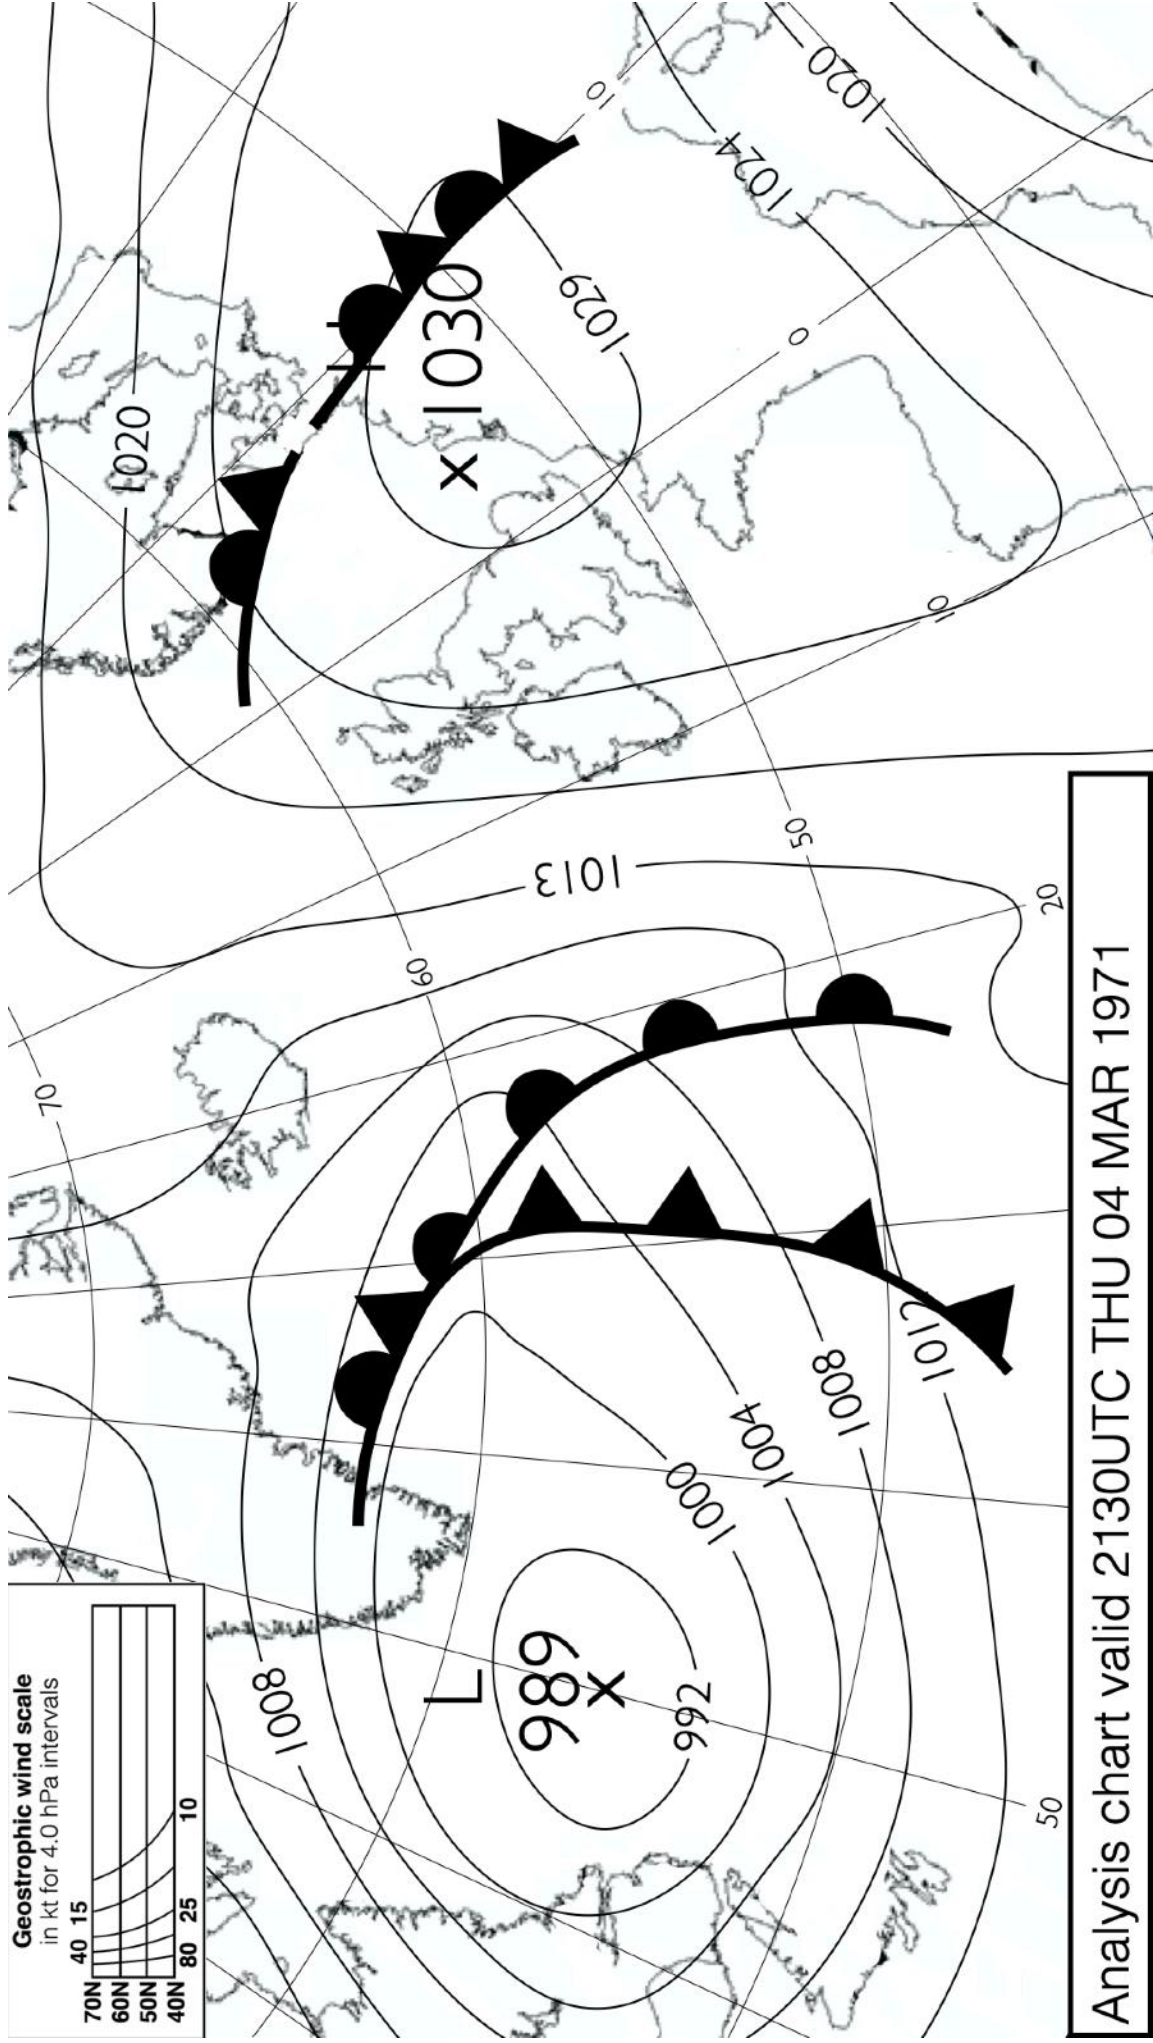 Geostrophic wind scale
in kt for 4.0 hPa intervals
40 15
70N
60N
50N
40N
80 25 10
70
1020
1008
H
60
L
x 1030
989
x
1013
1029
10
992
1000
1004
1024
50
0
1008
1020
1012
10
50
20
Analysis chart valid 2130UTC THU 04 MAR 1971